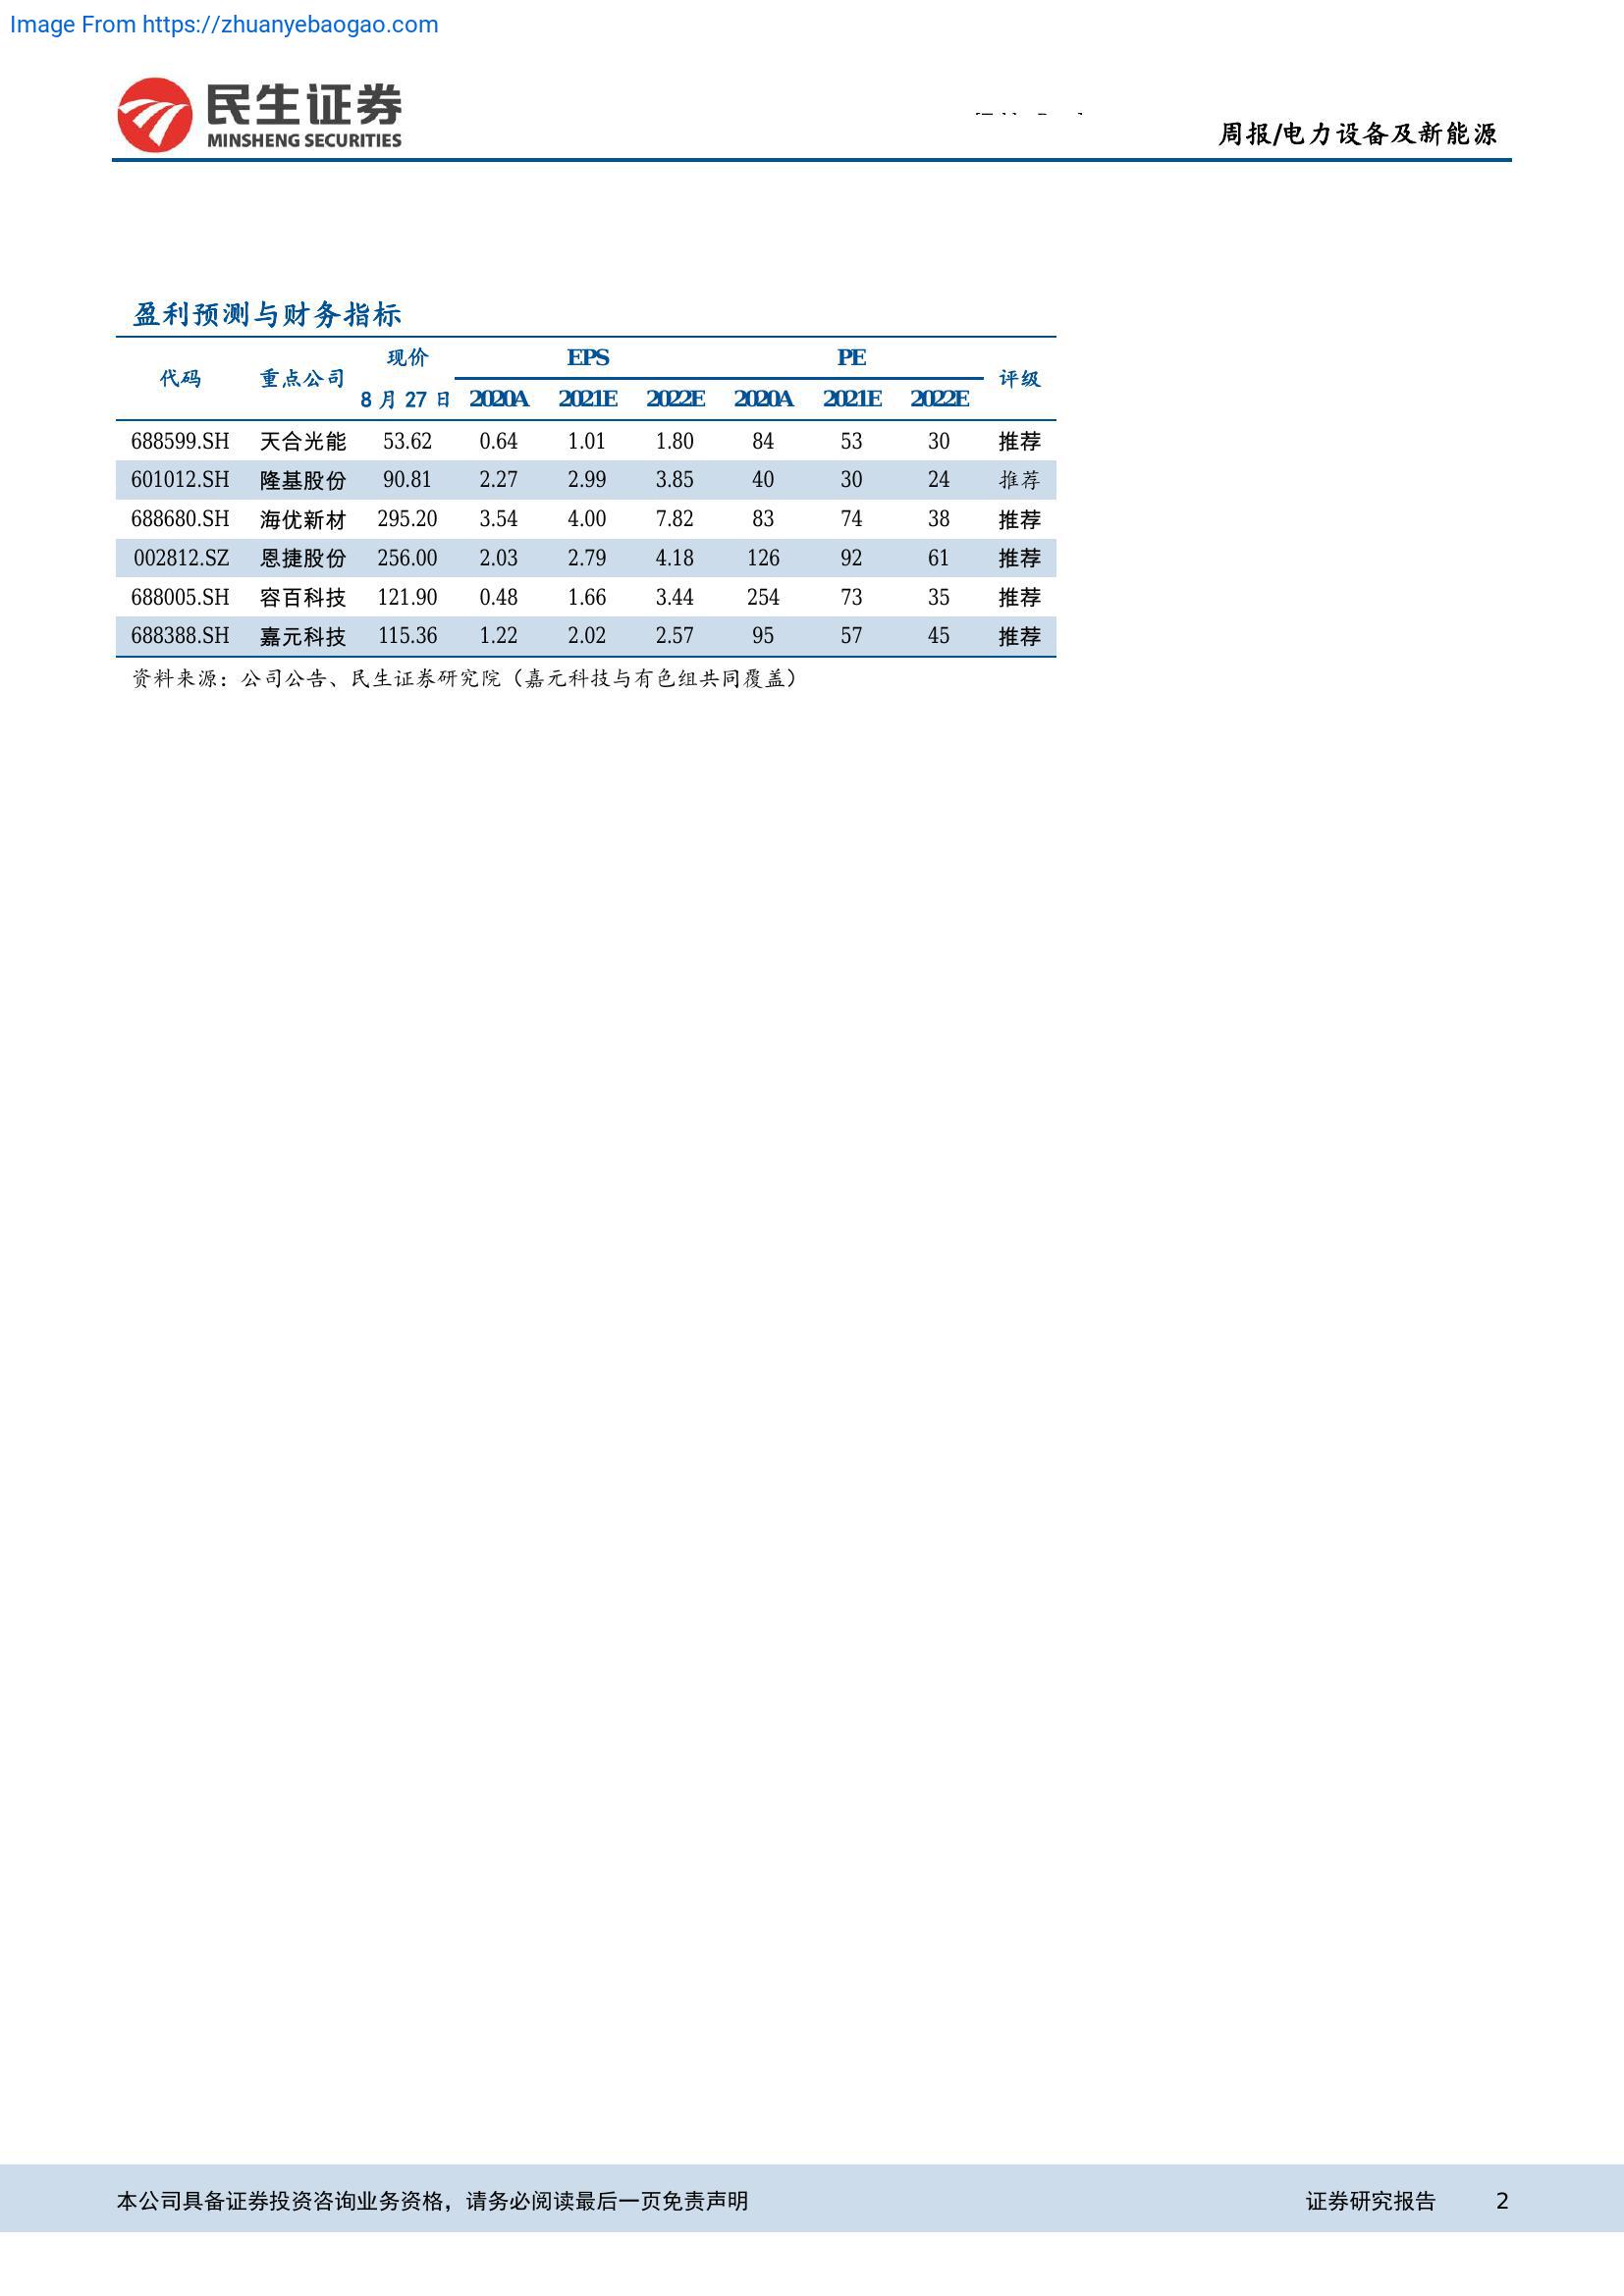 Image From https://zhuanyebaogao.com
民生证券
MINSHENG SECURITIES
周报/电力设备及新能源
盈利预测与财务指标
代码 重点公司 现价 EPS PE 评级
8 月 27 日 2020A 2021E 2022E 2020A 2021E 2022E
688599.SH 天合光能 53.62 0.64 1.01 1.80 84 53 30 推荐
601012.SH 隆基股份 90.81 2.27 2.99 3.85 40 30 24 推荐
688680.SH 海优新材 295.20 3.54 4.00 7.82 83 74 38 推荐
002812.SZ 恩捷股份 256.00 2.03 2.79 4.18 126 92 61 推荐
688005.SH 容百科技 121.90 0.48 1.66 3.44 254 73 35 推荐
688388.SH 嘉元科技 115.36 1.22 2.02 2.57 95 57 45 推荐
资料来源：公司公告、民生证券研究院（嘉元科技与有色组共同覆盖）
本公司具备证券投资咨询业务资格，请务必阅读最后一页免责声明 证券研究报告 2